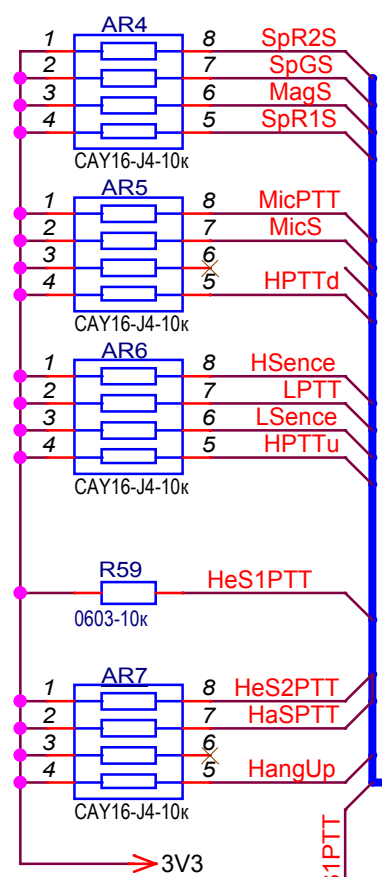 AR4
1 8 SpR2S
2 7 SpGS
3 6 MagS
4 5 SpR1S
CAY16-J4-10к
AR5
1 8 MicPTT
2 7 MicS
3 6
4 5 HPTTd
CAY16-J4-10к
AR6
1 8 HSence
2 7 LPTT
3 6 LSence
4 5 HPTTu
CAY16-J4-10к
R59
HeS1PTT
0603-10к
AR7
1 8 HeS2PTT
2 7 HaSPTT
3 6
4 5 HangUp
CAY16-J4-10к
3V3